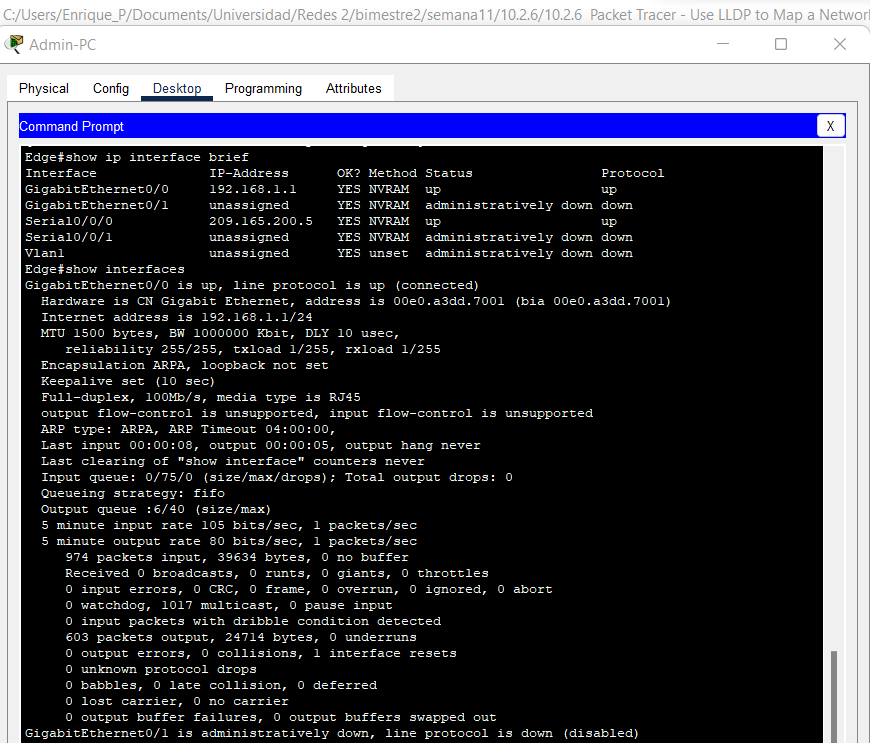 C:/Users/Enrique_P/Documents/Universidad/Redes 2/bimestre2/semana11/10.2.6/10.2.6 Packet Tracer - Use LLDP to Map a Networ
Admin-PC
Physical Config Desktop Programming Attributes
Command Prompt X
Edge#show ip interface brief
Interface IP-Address OK? Method Status Protocol
GigabitEthernet0/0 192.168.1.1 YES NVRAM up up
GigabitEthernet0/1 unassigned YES NVRAM administratively down down
Serial0/0/0 209.165.200.5 YES NVRAM up up
Serial0/0/1 unassigned YES NVRAM administratively down down
Vlan1 unassigned YES unset administratively down down
Edge#show interfaces
GigabitEthernet0/0 is up, line protocol is up (connected)
Hardware is CN Gigabit Ethernet, address is 00e0.a3dd.7001 (bia 00e0.a3dd.7001)
Internet address is 192.168.1.1/24
MTU 1500 bytes, BW 1000000 Kbit, DLY 10 usec,
reliability 255/255, txload 1/255, rxload 1/255
Encapsulation ARPA, loopback not set
Keepalive set (10 sec)
Full-duplex, 100Mb/s, media type is RJ45
output flow-control is unsupported, input flow-control is unsupported
ARP type: ARPA, ARP Timeout 04:00:00,
Last input 00:00:08, output 00:00:05, output hang never
Last clearing of "show interface" counters never
Input queue: 0/75/0 (size/max/drops); Total output drops: 0
Queueing strategy: fifo
Output queue :6/40 (size/max)
5 minute input rate 105 bits/sec, 1 packets/sec
5 minute output rate 80 bits/sec, 1 packets/sec
974 packets input, 39634 bytes, 0 no buffer
Received 0 broadcasts, 0 runts, 0 giants, 0 throttles
0 input errors, 0 CRC, 0 frame, 0 overrun, 0 ignored, 0 abort
0 watchdog, 1017 multicast, 0 pause input
0 input packets with dribble condition detected
603 packets output, 24714 bytes, 0 underruns
0 output errors, 0 collisions, 1 interface resets
0 unknown protocol drops
0 babbles, 0 late collision, 0 deferred
0 lost carrier, 0 no carrier
0 output buffer failures, 0 output buffers swapped out
GigabitEthernet0/1 is administratively down, line protocol is down (disabled)